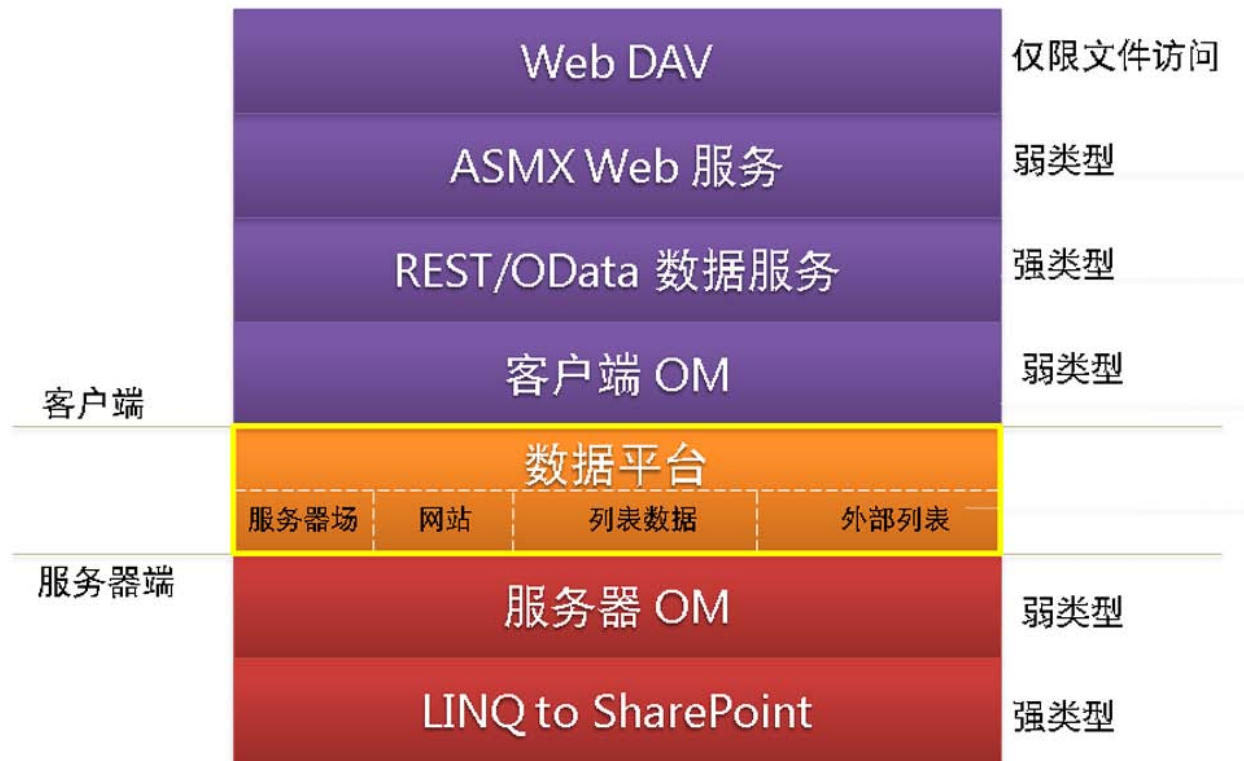 Web DAV 仅限文件访问
ASMX Web 服务 弱类型
REST/OData 数据服务 强类型
客户端 OM 弱类型
客户端
数据平台
服务器场 网站 列表数据 外部列表
服务器端
服务器 OM 弱类型
LINQ to SharePoint 强类型